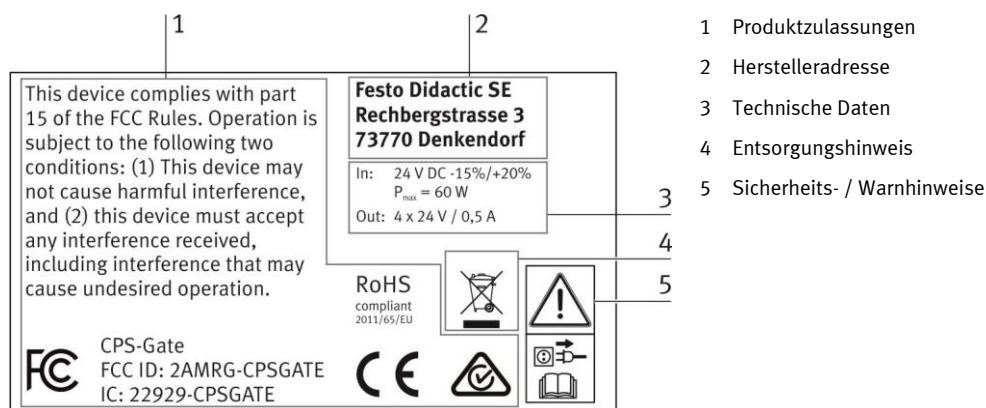 1
2
This device complies with part
15 of the FCC Rules. Operation is
subject to the following two
conditions: (1) This device may
not cause harmful interference,
and (2) this device must accept
any interference received,
including interference that may
cause undesired operation.
Festo Didactic SE
Rechbergstrasse 3
73770 Denkendorf
In: 24 V DC -15%/+20%
Pmax = 60 W
Out: 4 x 24 V / 0,5 A
3
4
5
RoHS
compliant
2011/65/EU
FC
CPS-Gate
FCC ID: 2AMRG-CPSGATE
IC: 22929-CPSGATE
CE
1 Produktzulassungen
2 Herstelleradresse
3 Technische Daten
4 Entsorgungshinweis
5 Sicherheits- / Warnhinweise